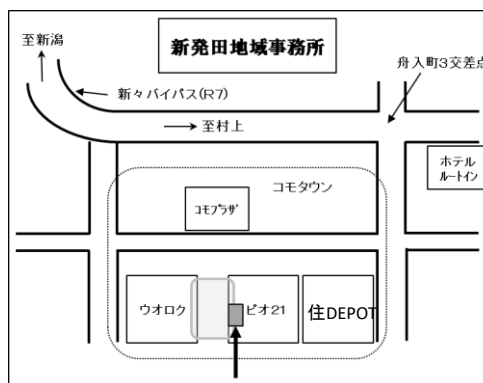 新発田地域事務所
至新潟
舟入町3交差点
新々バイパス(R7)
→至村上
ホテル
ルートイン
コモタウン
コモプラザ
ウオロク
ピオ21
住DEPOT